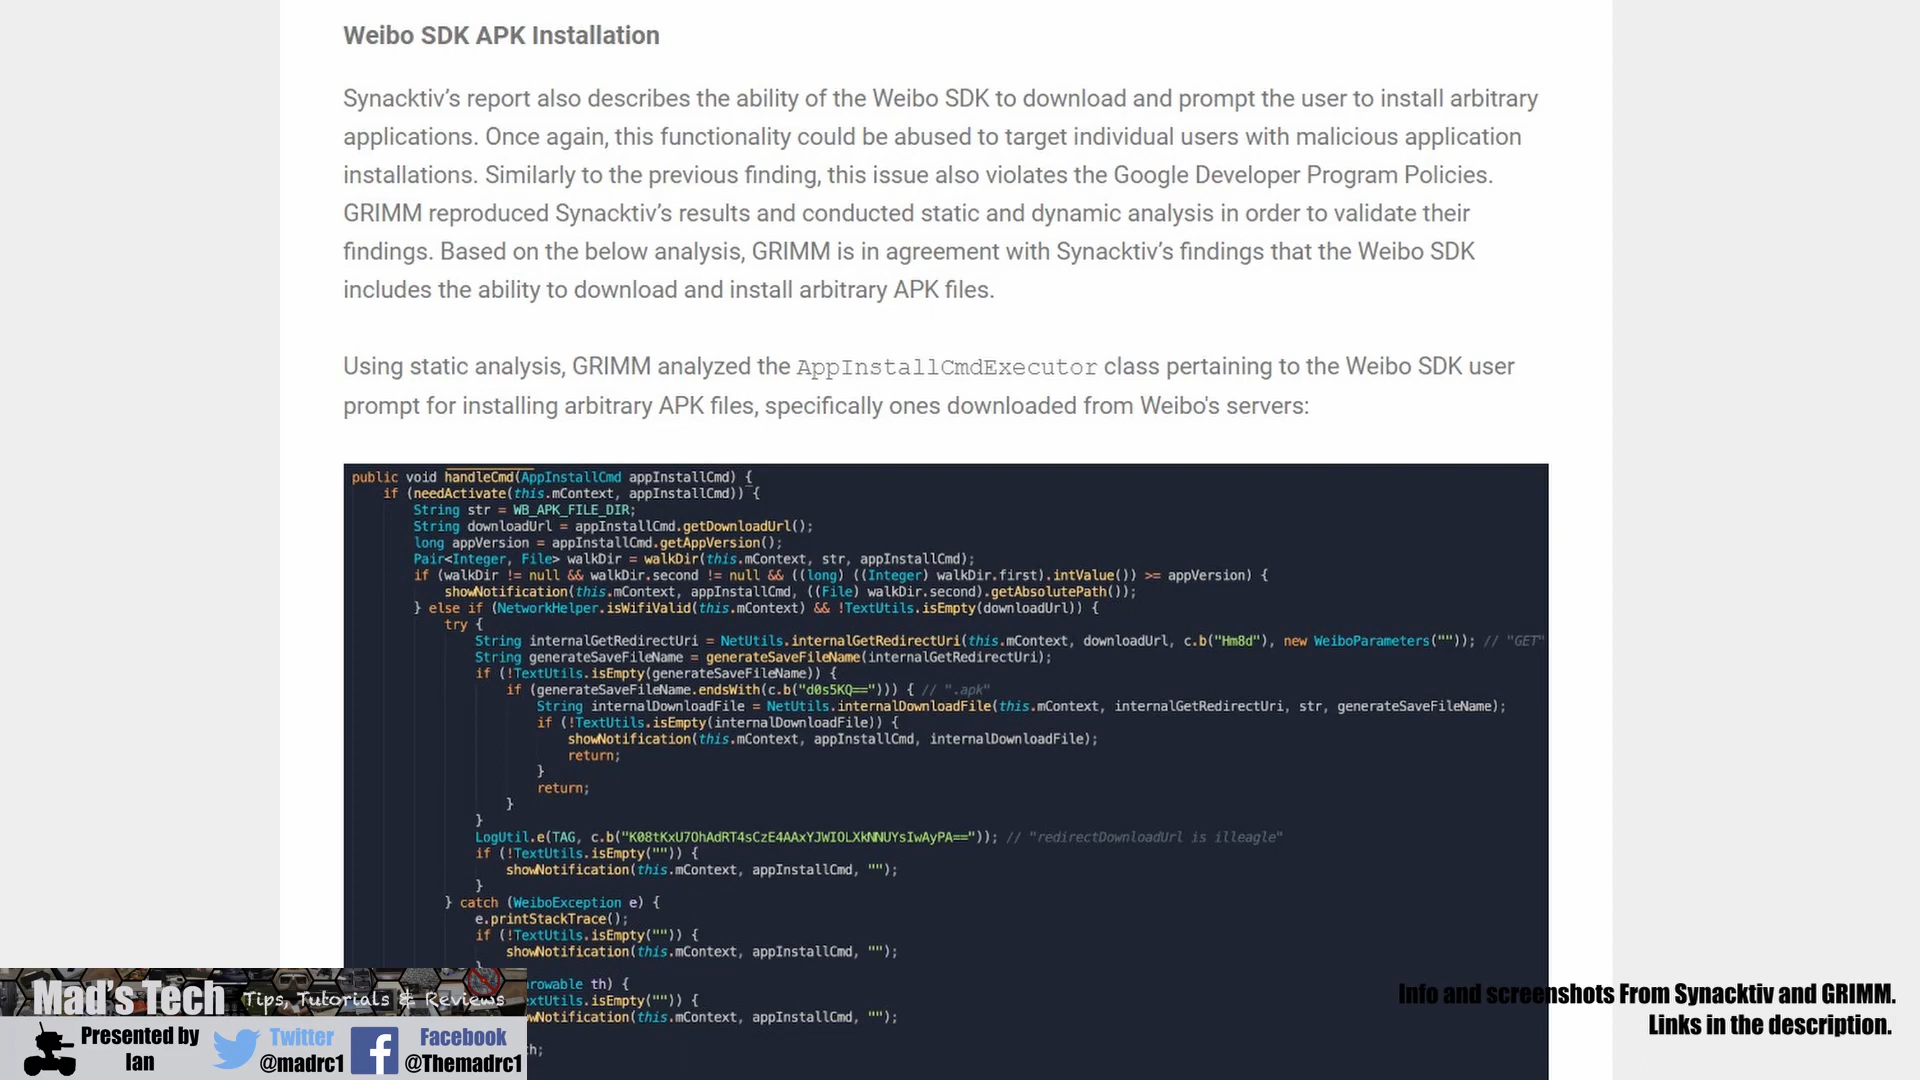 Weibo SDK APK Installation
Synacktiv’s report also describes the ability of the Weibo SDK to download and prompt the user to install arbitrary
applications. Once again, this functionality could be abused to target individual users with malicious application
installations. Similarly to the previous finding, this issue also violates the Google Developer Program Policies.
GRIMM reproduced Synacktiv’s results and conducted static and dynamic analysis in order to validate their
findings. Based on the below analysis, GRIMM is in agreement with Synacktiv’s findings that the Weibo SDK
includes the ability to download and install arbitrary APK files.
Using static analysis, GRIMM analyzed the AppInstallCmdExecutor class pertaining to the Weibo SDK user
prompt for installing arbitrary APK files, specifically ones downloaded from Weibo's servers:
public void handleCmd(AppInstallCmd appInstallCmd) {
if (needActivate(this.mContext, appInstallCmd)) {
String str = WB_APK_FILE_DIR;
String downloadUrl = appInstallCmd.getDownloadUrl();
long appVersion = appInstallCmd.getAppVersion();
Pair<Integer, File> walkDir = walkDir(this.mContext, str, appInstallCmd);
if (walkDir != null && walkDir.second != null && ((long) ((Integer) walkDir.first).intValue()) >= appVersion) {
showNotification(this.mContext, appInstallCmd, ((File) walkDir.second).getAbsolutePath());
} else if (NetworkHelper.isWifiValid(this.mContext) && !TextUtils.isEmpty(downloadUrl)) {
try {
String internalGetRedirectUri = NetUtils.internalGetRedirectUri(this.mContext, downloadUrl, c.b("Hm8d"), new WeiboParameters("")); // "GET"
String generateSaveFileName = generateSaveFileName(internalGetRedirectUri);
if (!TextUtils.isEmpty(generateSaveFileName)) {
if (generateSaveFileName.endsWith(c.b("d0s5KQ=="))) { // ".apk"
String internalDownloadFile = NetUtils.internalDownloadFile(this.mContext, internalGetRedirectUri, str, generateSaveFileName);
if (!TextUtils.isEmpty(internalDownloadFile)) {
showNotification(this.mContext, appInstallCmd, internalDownloadFile);
return;
}
return;
}
}
LogUtil.e(TAG, c.b("K08tKxU7OhAdRT4sCzE4AAxYJWIOLXkNNUYsIwAyPA==")); // "redirectDownloadUrl is illeagle"
if (!TextUtils.isEmpty("")) {
showNotification(this.mContext, appInstallCmd, "");
}
} catch (WeiboException e) {
e.printStackTrace();
if (!TextUtils.isEmpty("")) {
showNotification(this.mContext, appInstallCmd, "");
}
rowable th) {
extUtils.isEmpty("")) {
wNotification(this.mContext, appInstallCmd, "");
h;
Mad's Tech Tips, Tutorials & Reviews
Presented by
Ian
Twitter
@madrc1
Facebook
@Themadrc1
Info and screenshots From Synacktiv and GRIMM.
Links in the description.